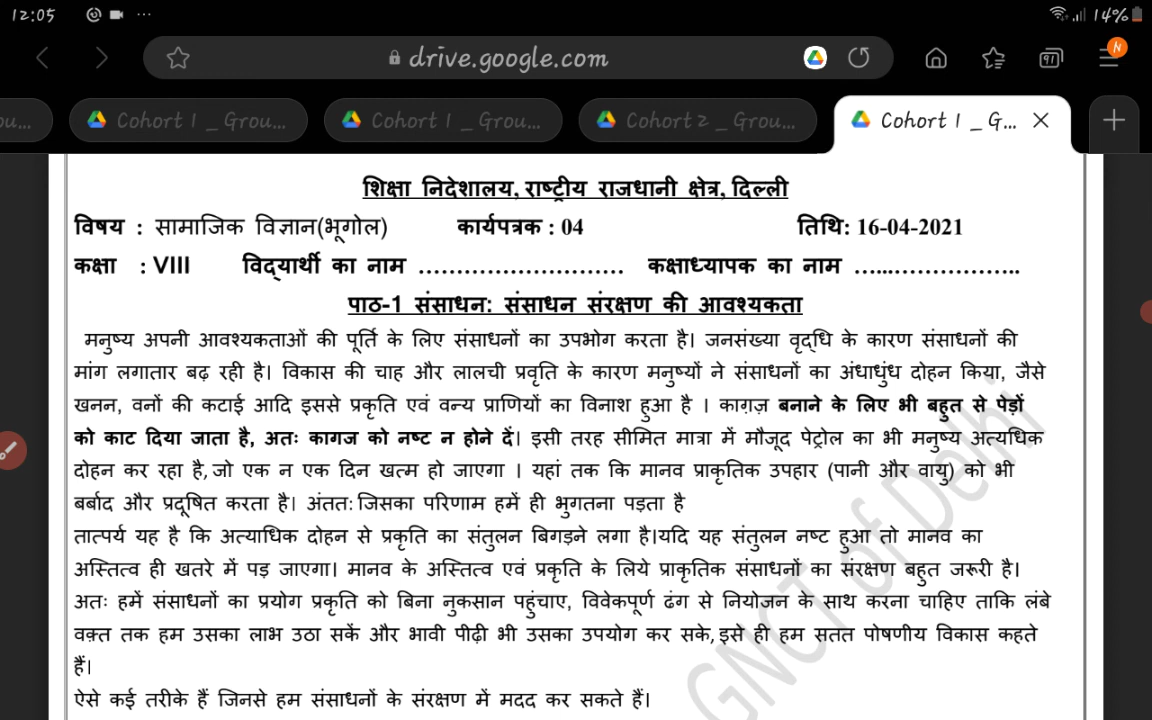 12:05 ... 14%
drive.google.com 91 N
ou... Cohort 1 _ Grou... Cohort 1 _ Grou... Cohort 2 _ Grou... Cohort 1 _ G...
शिक्षा निदेशालय, राष्ट्रीय राजधानी क्षेत्र, दिल्ली
विषय : सामाजिक विज्ञान(भूगोल) कार्यपत्रक : 04 तिथि: 16-04-2021
कक्षा : VIII विद्यार्थी का नाम ............................ कक्षाध्यापक का नाम ........................
पाठ-1 संसाधन: संसाधन संरक्षण की आवश्यकता
मनुष्य अपनी आवश्यकताओं की पूर्ति के लिए संसाधनों का उपभोग करता है। जनसंख्या वृद्धि के कारण संसाधनों की
मांग लगातार बढ़ रही है। विकास की चाह और लालची प्रवृति के कारण मनुष्यों ने संसाधनों का अंधाधुंध दोहन किया, जैसे
खनन, वनों की कटाई आदि इससे प्रकृति एवं वन्य प्राणियों का विनाश हुआ है । काग़ज़ बनाने के लिए भी बहुत से पेड़ों
को काट दिया जाता है, अतः कागज को नष्ट न होने दें। इसी तरह सीमित मात्रा में मौजूद पेट्रोल का भी मनुष्य अत्यधिक
दोहन कर रहा है, जो एक न एक दिन खत्म हो जाएगा । यहां तक कि मानव प्राकृतिक उपहार (पानी और वायु) को भी
बर्बाद और प्रदूषित करता है। अंतत: जिसका परिणाम हमें ही भुगतना पड़ता है
तात्पर्य यह है कि अत्याधिक दोहन से प्रकृति का संतुलन बिगड़ने लगा है।यदि यह संतुलन नष्ट हुआ तो मानव का
अस्तित्व ही खतरे में पड़ जाएगा। मानव के अस्तित्व एवं प्रकृति के लिये प्राकृतिक संसाधनों का संरक्षण बहुत जरूरी है।
अतः हमें संसाधनों का प्रयोग प्रकृति को बिना नुकसान पहुंचाए, विवेकपूर्ण ढंग से नियोजन के साथ करना चाहिए ताकि लंबे
वक़्त तक हम उसका लाभ उठा सकें और भावी पीढ़ी भी उसका उपयोग कर सके, इसे ही हम सतत पोषणीय विकास कहते
हैं।
ऐसे कई तरीके हैं जिनसे हम संसाधनों के संरक्षण में मदद कर सकते हैं।
GNCT of Delhi